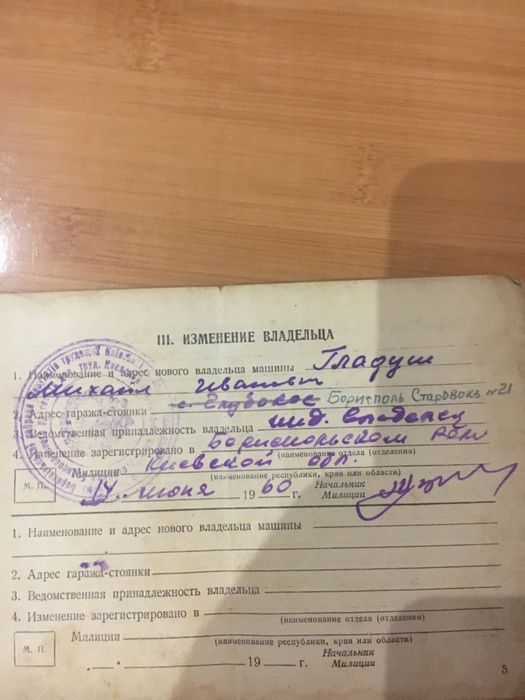 III. ИЗМЕНЕНИЕ ВЛАДЕЛЬЦА
1. Наименование и адрес нового владельца машины Гладуш
Михаил Иванович
2. Адрес гаража-стоянки с. Глубокое Борисполь Старовокз №21
3. Ведомственная принадлежность владельца инд. владелец
4. Изменение зарегистрировано в Бориспольском
(наименование отдела (отделения)
Милиции Киевской обл.
(наименование республики, края или области)
М. П. 14 июня 1960 г. Начальник
Милиции
1. Наименование и адрес нового владельца машины
2. Адрес гаража-стоянки
3. Ведомственная принадлежность владельца
4. Изменение зарегистрировано в
(наименование отдела (отделения)
Милиции
(наименование республики, края или области)
М. П. 19 г. Начальник
Милиции
5